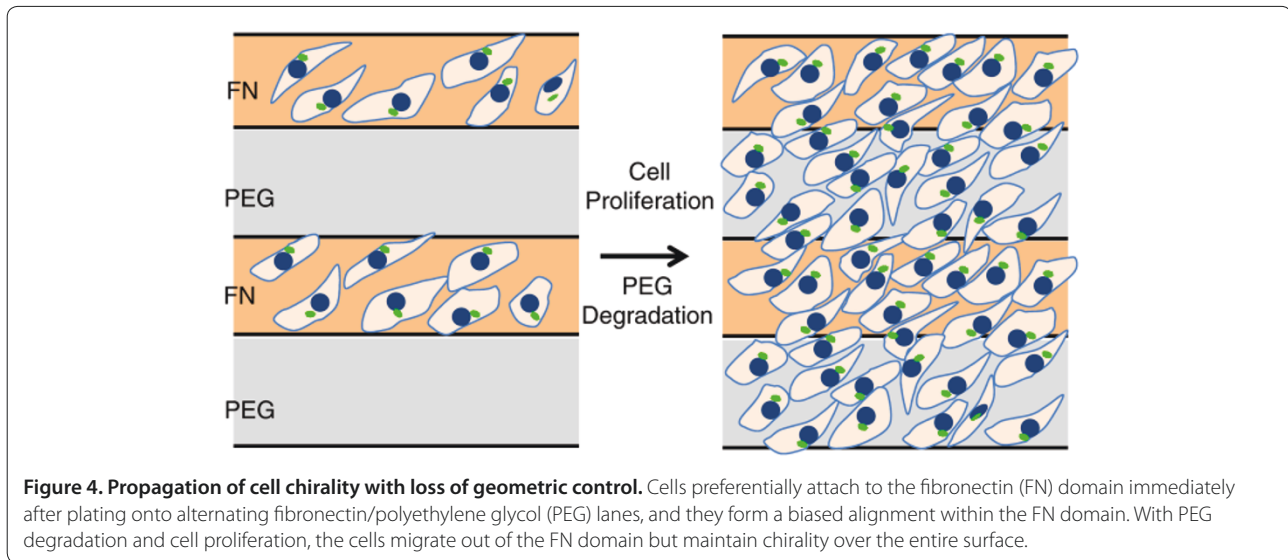 FN
PEG
FN
PEG
Cell
Proliferation
PEG
Degradation
Figure 4. Propagation of cell chirality with loss of geometric control. Cells preferentially attach to the fibronectin (FN) domain immediately
after plating onto alternating fibronectin/polyethylene glycol (PEG) lanes, and they form a biased alignment within the FN domain. With PEG
degradation and cell proliferation, the cells migrate out of the FN domain but maintain chirality over the entire surface.